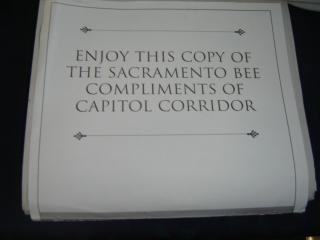 ENJOY THIS COPY OF
THE SACRAMENTO BEE
COMPLIMENTS OF
CAPITOL CORRIDOR